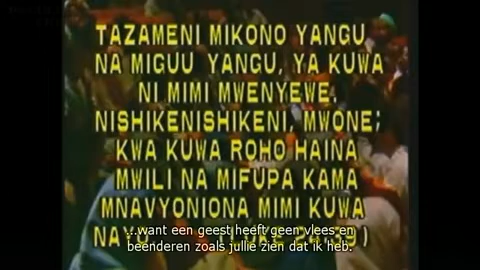 TAZAMENI MIKONO YANGU
NA MIGUU YANGU, YA KUWA
NI MIMI MWENYEWE.
NISHIKENISHIKENI, MWONE;
KWA KUWA ROHO HAINA
MWILI NA MIFUPA KAMA
MNAVYONIONA MIMI KUWA
...want een geest heeft geen vlees en
beenderen zoals jullie zien dat ik heb.